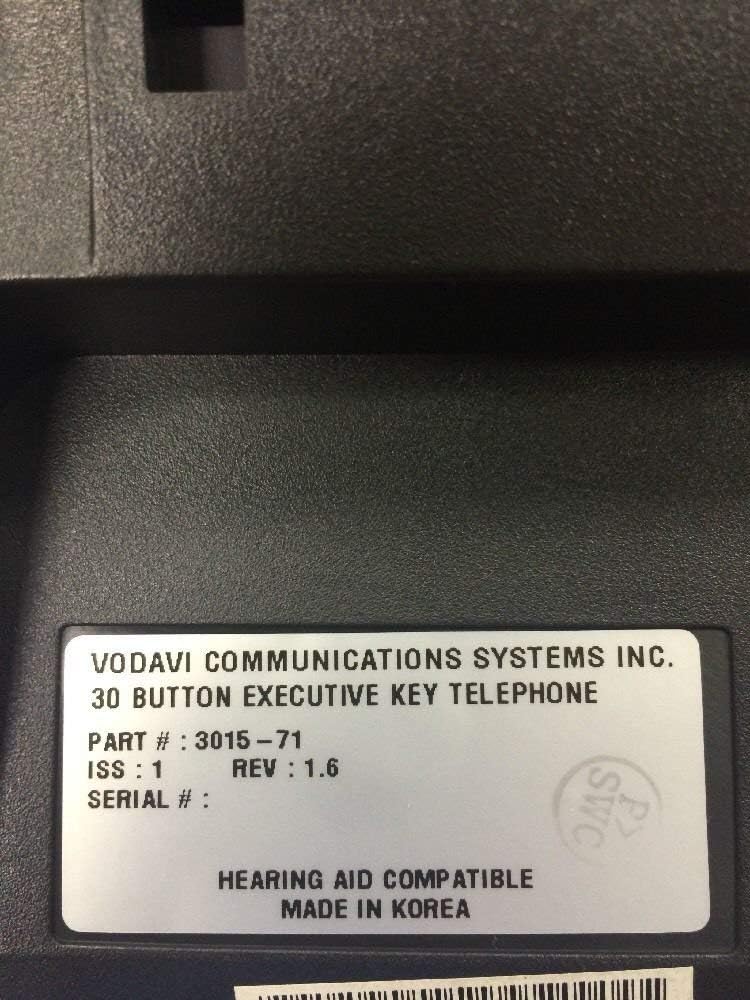 VODAVI COMMUNICATIONS SYSTEMS INC.
30 BUTTON EXECUTIVE KEY TELEPHONE
PART # : 3015-71
ISS : 1 REV : 1.6
SERIAL # :
P>
SWC
HEARING AID COMPATIBLE
MADE IN KOREA